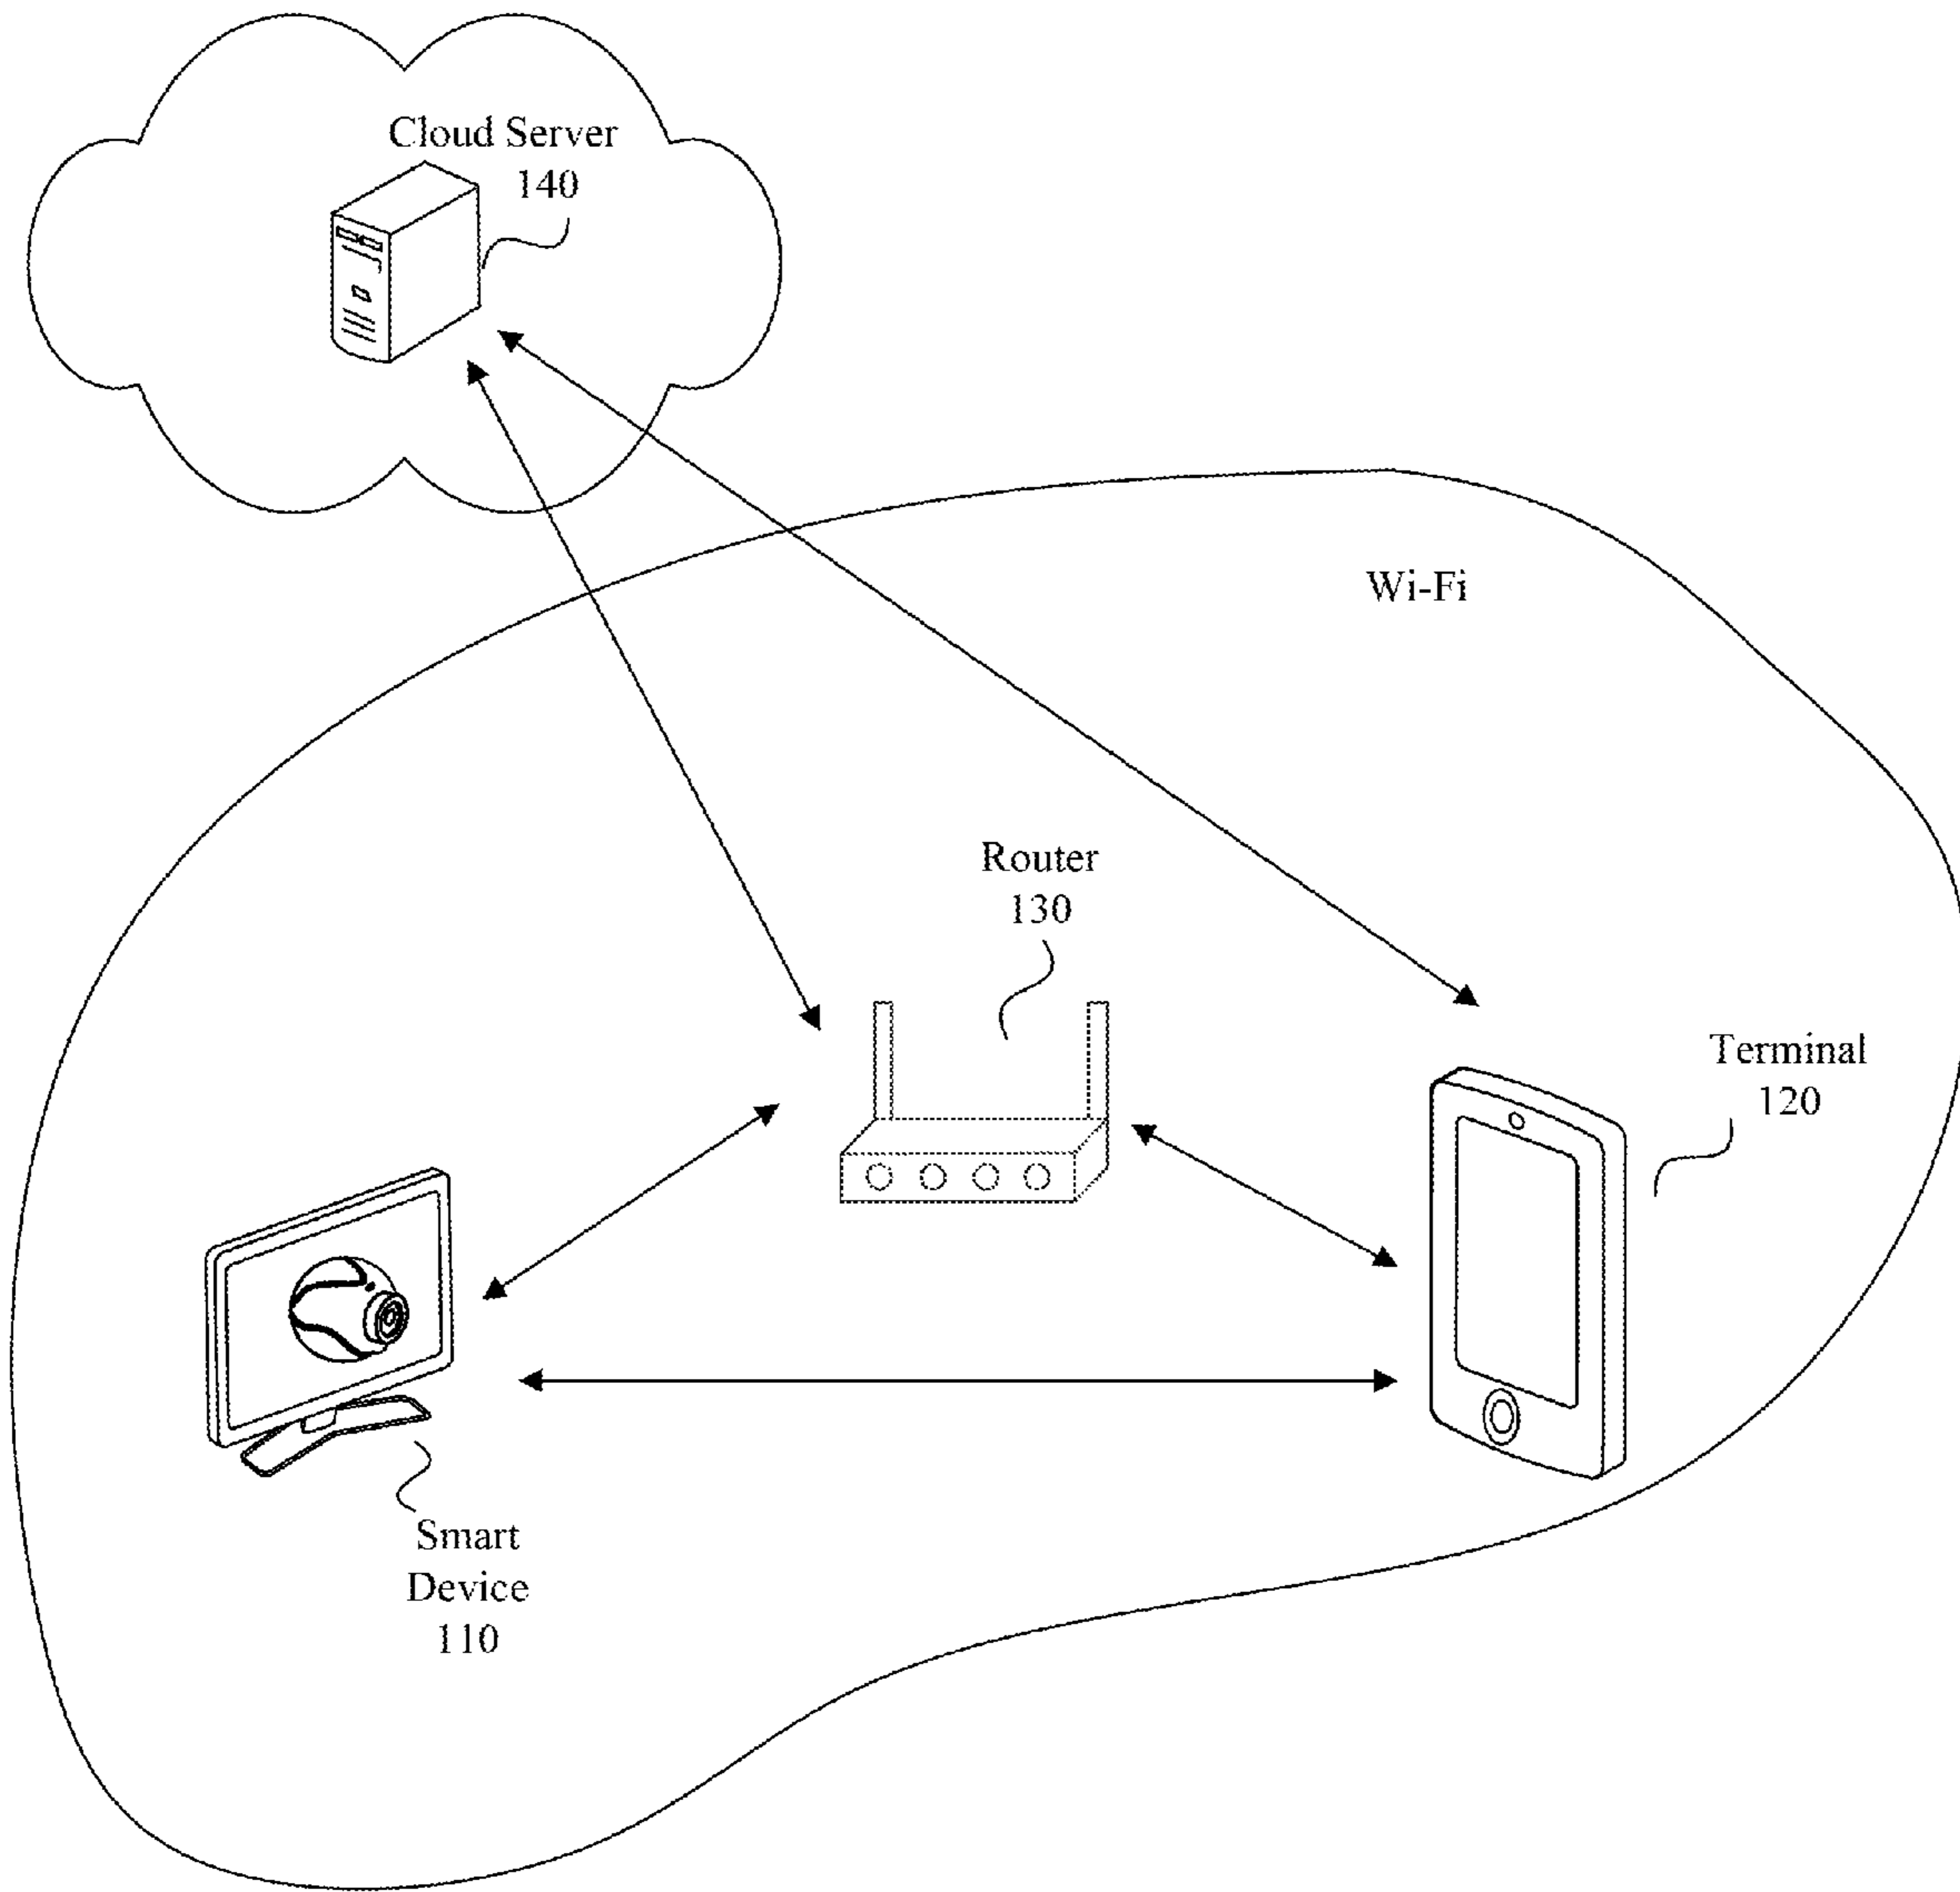 Cloud Server
140
Wi-Fi
Router
130
Terminal
120
Smart
Device
110